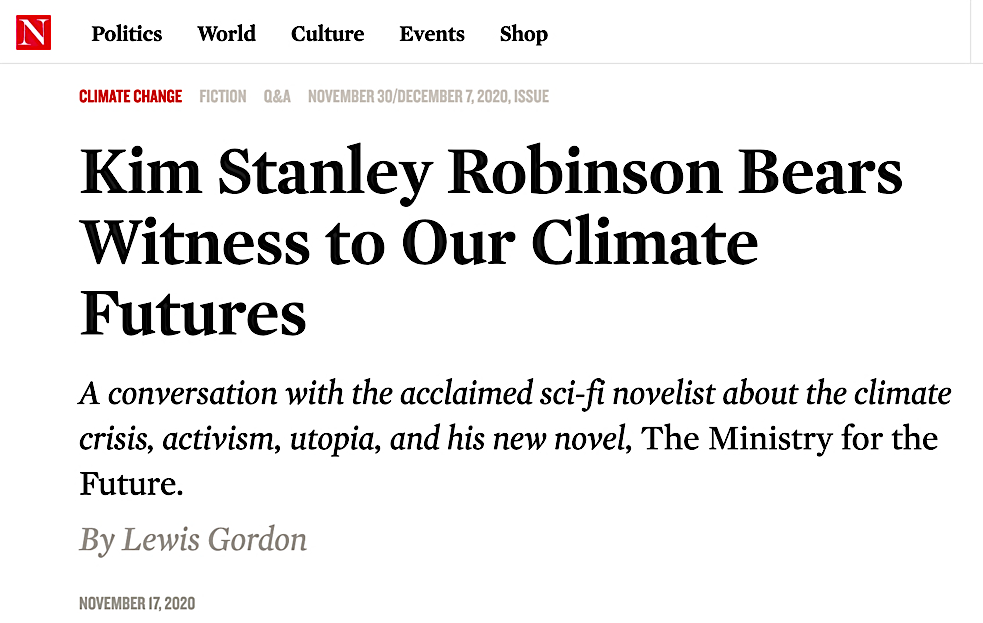 N Politics World Culture Events Shop
CLIMATE CHANGE FICTION Q&A NOVEMBER 30/DECEMBER 7, 2020, ISSUE
Kim Stanley Robinson Bears
Witness to Our Climate
Futures
A conversation with the acclaimed sci-fi novelist about the climate
crisis, activism, utopia, and his new novel, The Ministry for the
Future.
By Lewis Gordon
NOVEMBER 17, 2020